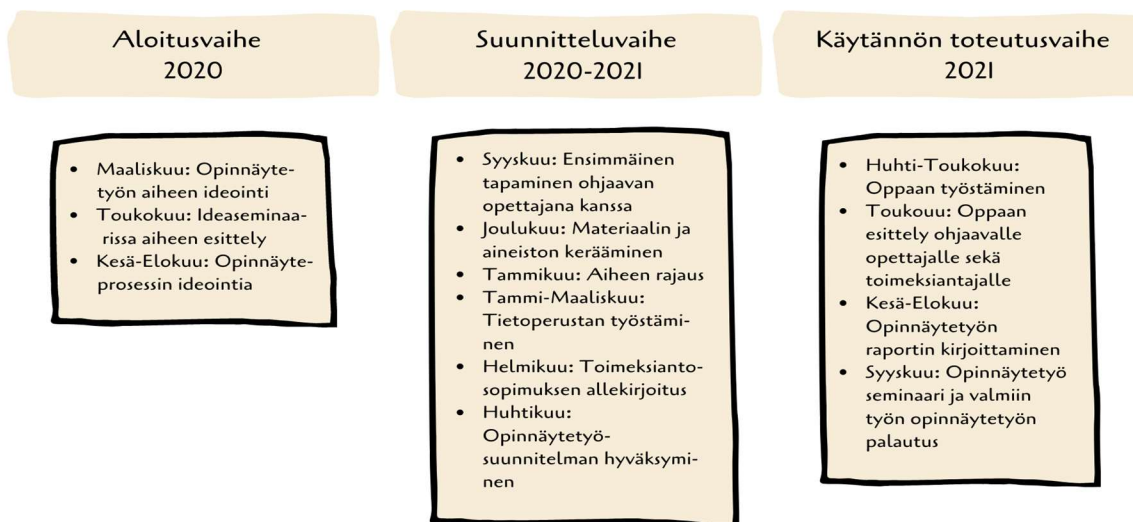 Aloitusvaihe
2020
• Maaliskuu: Opinnäyte-
työn aiheen ideointi
• Toukokuu: Ideaseminaa-
rissa aiheen esittely
• Kesä-Elokuu: Opinnäyte-
prosessin ideointia
Suunnitteluvaihe
2020-2021
• Syyskuu: Ensimmäinen
tapaminen ohjaavan
opettajana kanssa
• Joulukuu: Materiaalin ja
aineiston kerääminen
• Tammikuu: Aiheen rajaus
• Tammi-Maaliskuu:
Tietoperustan työstämi-
nen
• Helmikuu: Toimeksianto-
sopimuksen allekirjoitus
• Huhtikuu:
Opinnäytetyö-
suunnitelman hyväksymi-
nen
Käytännön toteutusvaihe
2021
• Huhti-Toukokuu:
Oppaan työstäminen
• Toukouu: Oppaan
esittely ohjaavalle
opettajalle sekä
toimeksiantajalle
• Kesä-Elokuu:
Opinnäytetyön
raportin kirjoittaminen
• Syyskuu: Opinnäytetyö
seminaari ja valmiin
työn opinnäytetyön
palautus